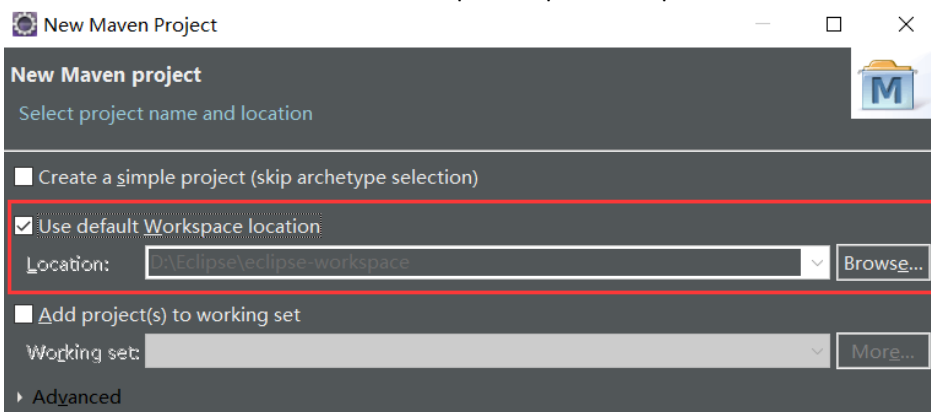 New Maven Project
New Maven project
M
Select project name and location
Create a simple project (skip archetype selection)
Use default Workspace location
Location: D:\Eclipse\eclipse-workspace Browse...
Add project(s) to working set
Working set: More...
Advanced